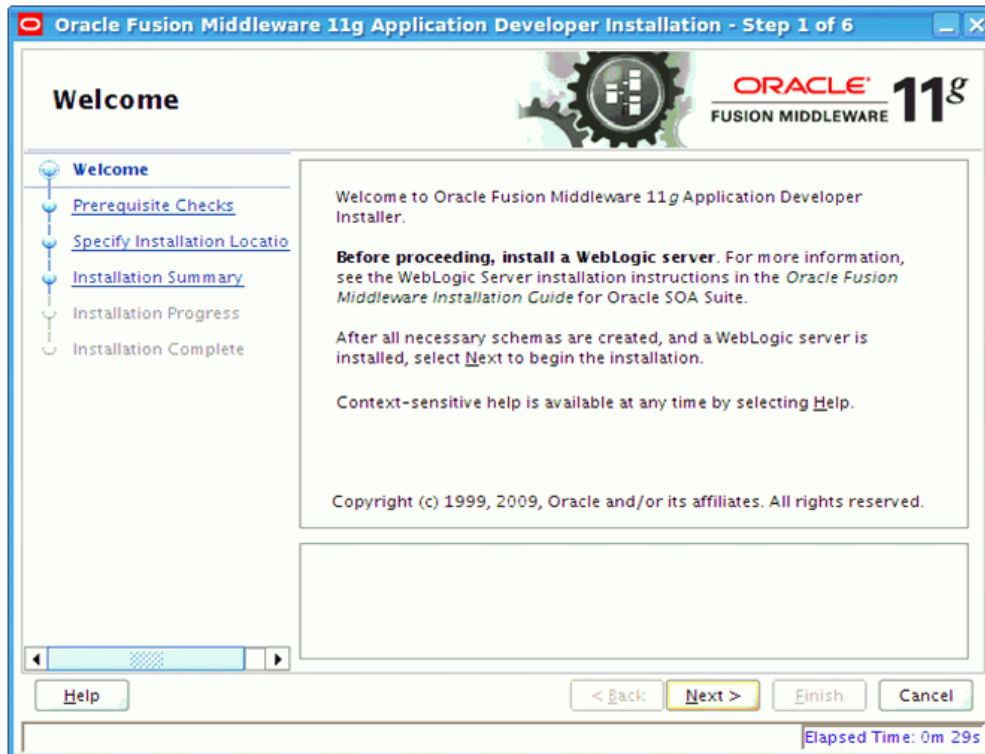 Oracle Fusion Middleware 11g Application Developer Installation - Step 1 of 6
Welcome
ORACLE
FUSION MIDDLEWARE
11g
Welcome
Prerequisite Checks
Specify Installation Locatio
Installation Summary
Installation Progress
Installation Complete
Welcome to Oracle Fusion Middleware 11g Application Developer
Installer.
Before proceeding, install a WebLogic server. For more information,
see the WebLogic Server installation instructions in the Oracle Fusion
Middleware Installation Guide for Oracle SOA Suite.
After all necessary schemas are created, and a WebLogic server is
installed, select Next to begin the installation.
Context-sensitive help is available at any time by selecting Help.
Copyright (c) 1999, 2009, Oracle and/or its affiliates. All rights reserved.
Help
< Back
Next >
Finish
Cancel
Elapsed Time: 0m 29s